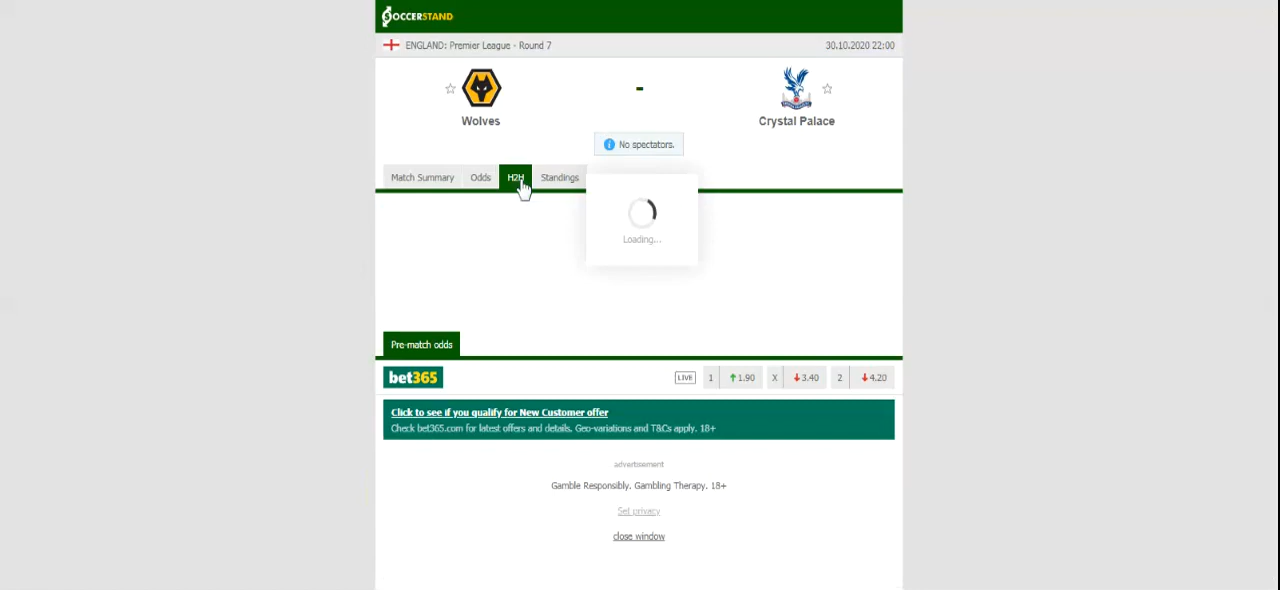 SOCCERSTAND
ENGLAND: Premier League - Round 7
30.10.2020 22:00
Wolves
-
Crystal Palace
No spectators.
Match Summary Odds H2H Standings
Loading...
Pre-match odds
bet365 LIVE 1 1.90 X 3.40 2 4.20
Click to see if you qualify for New Customer offer
Check bet365.com for latest offers and details. Geo-variations and T&Cs apply. 18+
advertisement
Gamble Responsibly. Gambling Therapy. 18+
Set privacy
close window